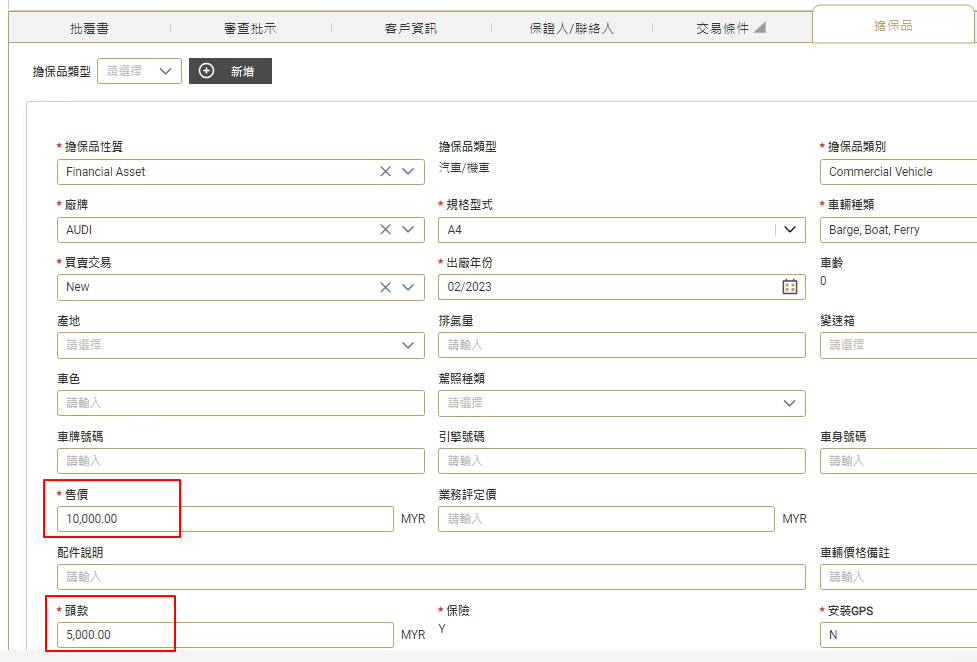 批覆書 審查批示 客戶資訊 保證人/聯絡人 交易條件 擔保品
擔保品類型 請選擇 新增
* 擔保品性質 擔保品類型 * 擔保品類別
Financial Asset 汽車/機車 Commercial Vehicle
* 廠牌 * 規格型式 * 車輛種類
AUDI A4 Barge, Boat, Ferry
* 買賣交易 * 出廠年份 車齡
New 02/2023 0
產地 排氣量 變速箱
請選擇 請輸入 請選擇
車色 駕照種類
請輸入 請選擇
車牌號碼 引擎號碼 車身號碼
請輸入 請輸入 請輸入
* 售價 業務評定價
10,000.00 MYR 請輸入 MYR
配件說明 車輛價格備註
請輸入 請輸入
* 頭款 * 保險 * 安裝GPS
5,000.00 MYR Y N